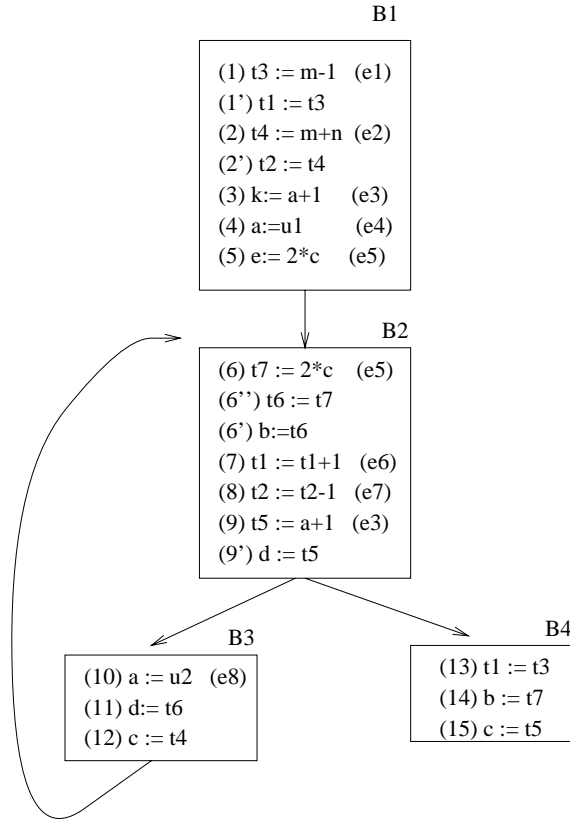 B1
(1) t3 := m-1 (e1)
(1') t1 := t3
(2) t4 := m+n (e2)
(2') t2 := t4
(3) k:= a+1 (e3)
(4) a:=u1 (e4)
(5) e:= 2*c (e5)
B2
(6) t7 := 2*c (e5)
(6'') t6 := t7
(6') b:=t6
(7) t1 := t1+1 (e6)
(8) t2 := t2-1 (e7)
(9) t5 := a+1 (e3)
(9') d := t5
B3
(10) a := u2 (e8)
(11) d:= t6
(12) c := t4
B4
(13) t1 := t3
(14) b := t7
(15) c := t5